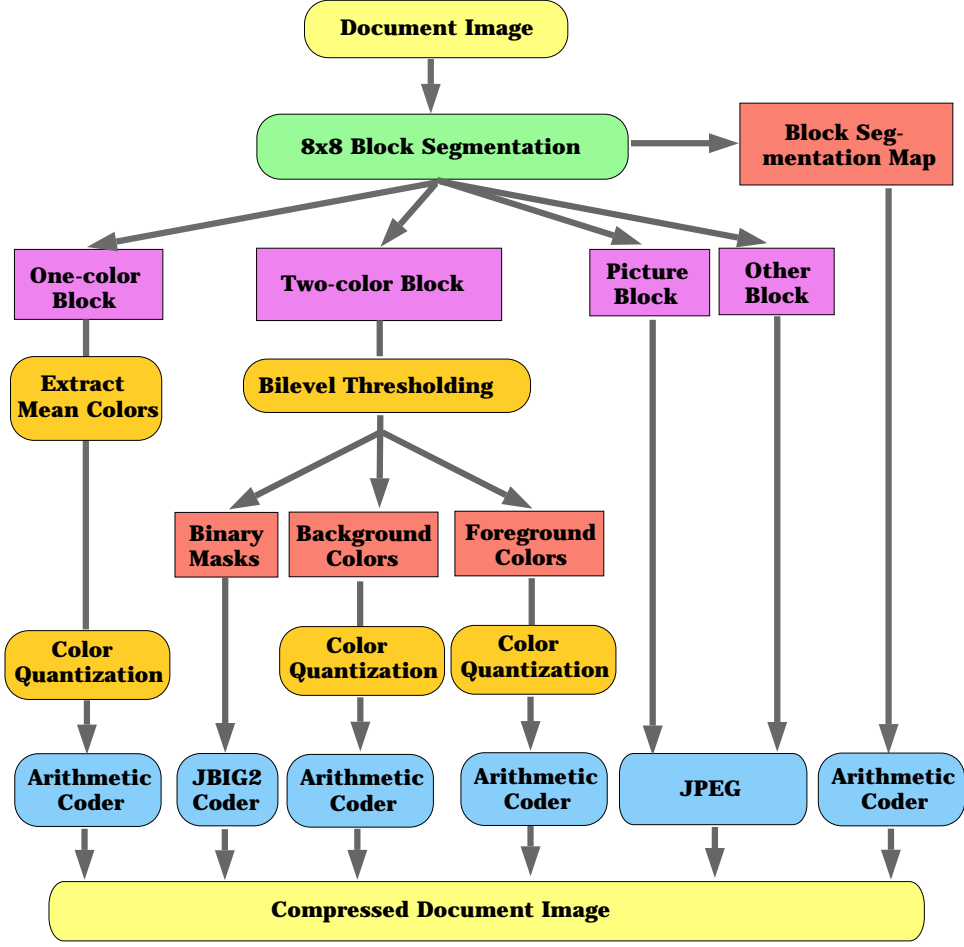 Document Image
8x8 Block Segmentation
Block Seg-
mentation Map
One-color
Block
Two-color Block
Picture
Block
Other
Block
Extract
Mean Colors
Bilevel Thresholding
Binary
Masks
Background
Colors
Foreground
Colors
Color
Quantization
Color
Quantization
Color
Quantization
Arithmetic
Coder
JBIG2
Coder
Arithmetic
Coder
Arithmetic
Coder
JPEG
Arithmetic
Coder
Compressed Document Image